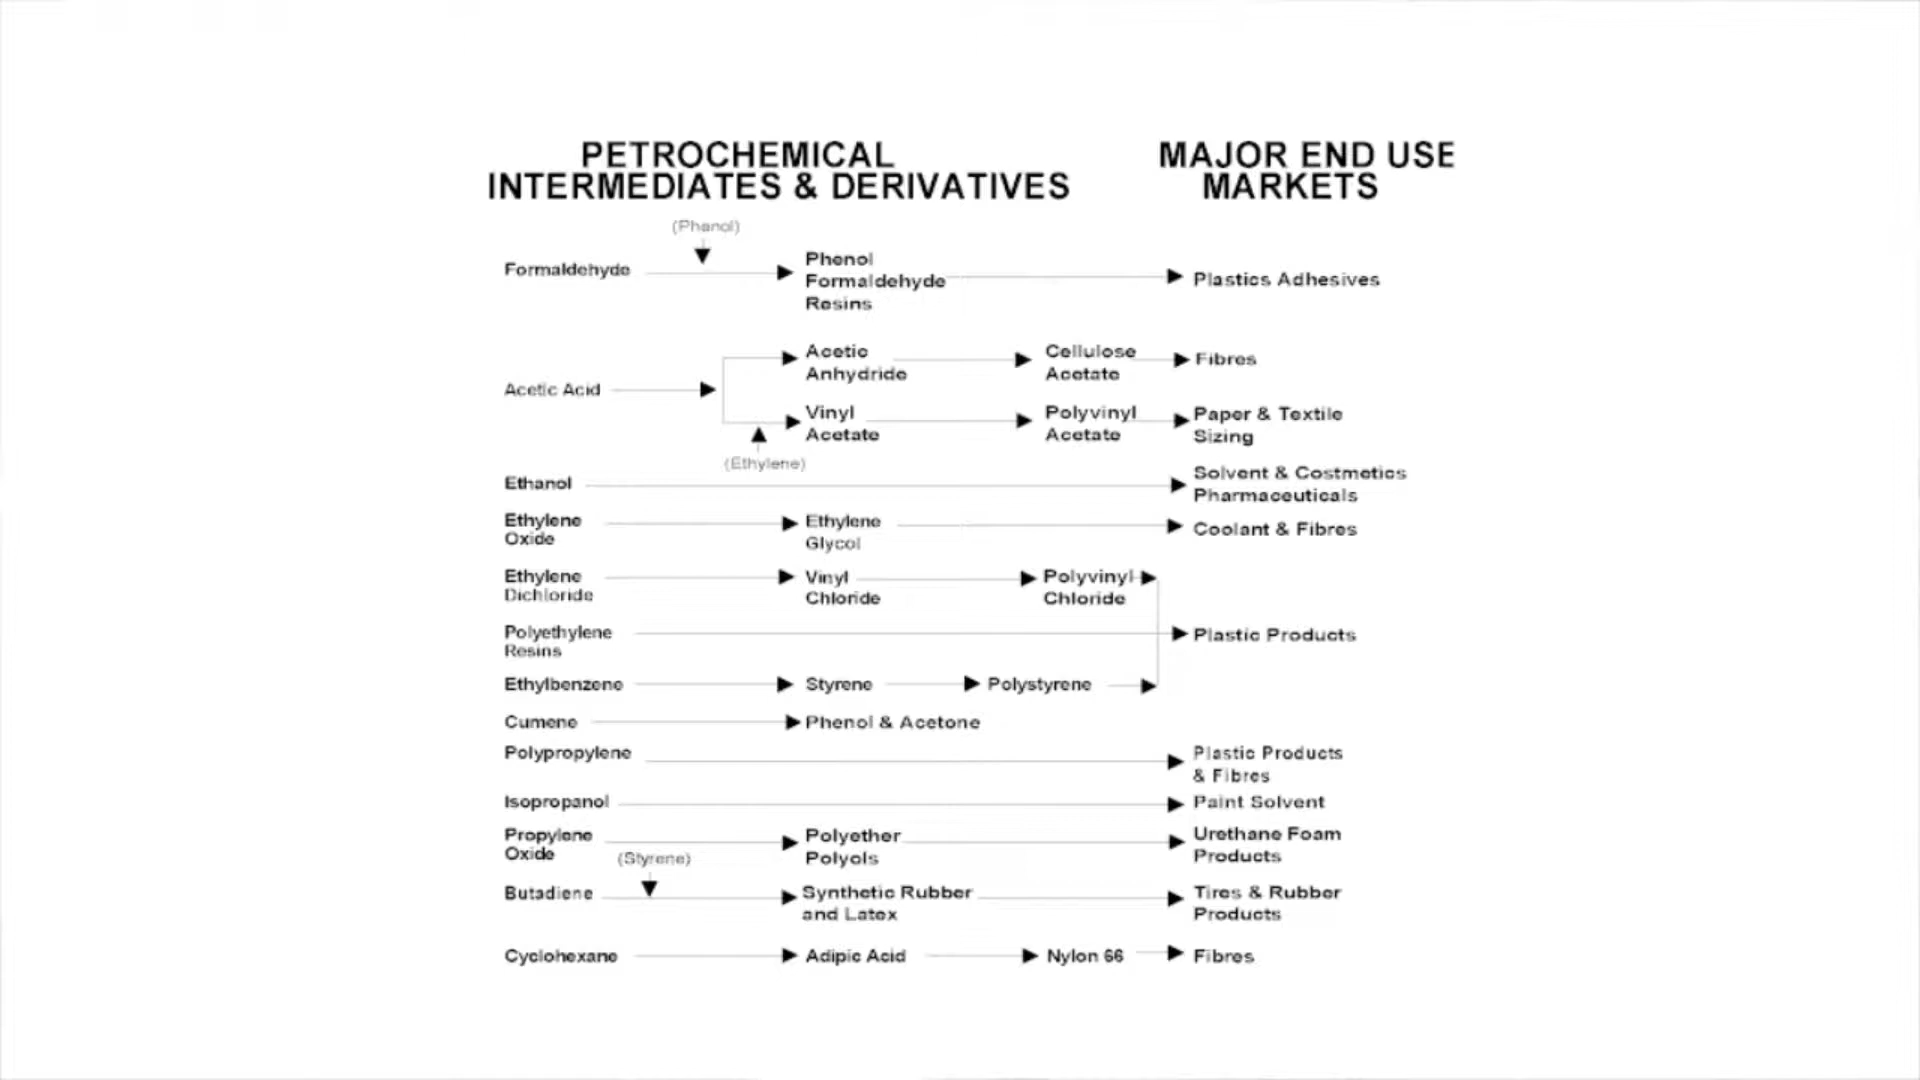 PETROCHEMICAL
INTERMEDIATES & DERIVATIVES
MAJOR END USE
MARKETS
(Phenol)
Formaldehyde
Phenol
Formaldehyde
Resins
Plastics Adhesives
Acetic Acid
Acetic
Anhydride
Cellulose
Acetate
Fibres
Vinyl
Acetate
Polyvinyl
Acetate
Paper & Textile
Sizing
(Ethylene)
Ethanol
Solvent & Costmetics
Pharmaceuticals
Ethylene
Oxide
Ethylene
Glycol
Coolant & Fibres
Ethylene
Dichloride
Vinyl
Chloride
Polyvinyl
Chloride
Polyethylene
Resins
Plastic Products
Ethylbenzene
Styrene
Polystyrene
Cumene
Phenol & Acetone
Polypropylene
Plastic Products
& Fibres
Isopropanol
Paint Solvent
Propylene
Oxide
Polyether
Polyols
Urethane Foam
Products
(Styrene)
Butadiene
Synthetic Rubber
and Latex
Tires & Rubber
Products
Cyclohexane
Adipic Acid
Nylon 66
Fibres